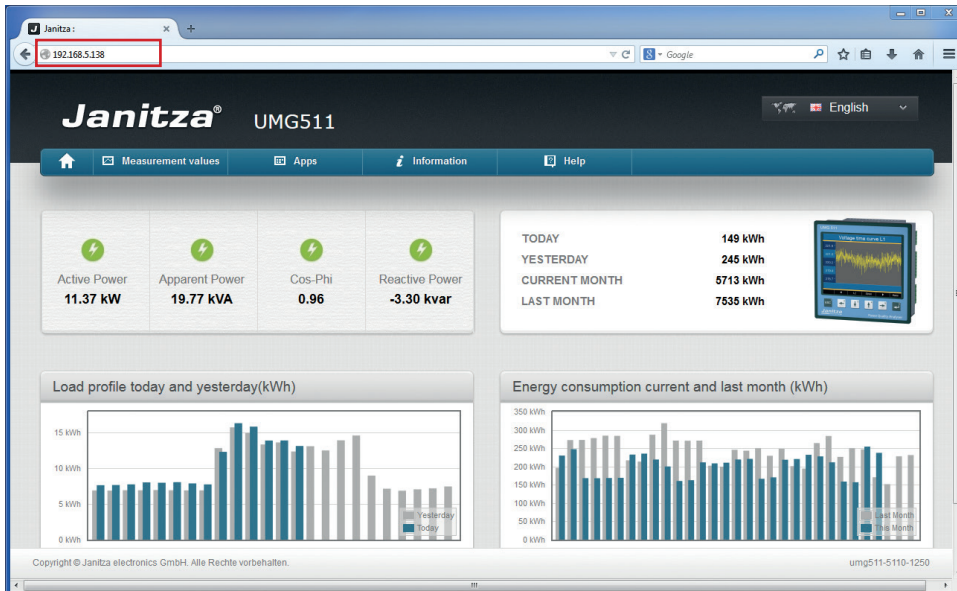 Janitza :
192.168.5.138
Google
Janitza® UMG511
English
Measurement values Apps Information Help
Active Power Apparent Power Cos-Phi Reactive Power
11.37 kW 19.77 kVA 0.96 -3.30 kvar
TODAY 149 kWh
YESTERDAY 245 kWh
CURRENT MONTH 5713 kWh
LAST MONTH 7535 kWh
Voltage time curve L1
Load profile today and yesterday(kWh)
15 kWh
10 kWh
5 kWh
0 kWh
Yesterday
Today
Energy consumption current and last month (kWh)
350 kWh
300 kWh
250 kWh
200 kWh
150 kWh
100 kWh
50 kWh
0 kWh
Last Month
This Month
Copyright © Janitza electronics GmbH. Alle Rechte vorbehalten. umg511-5110-1250